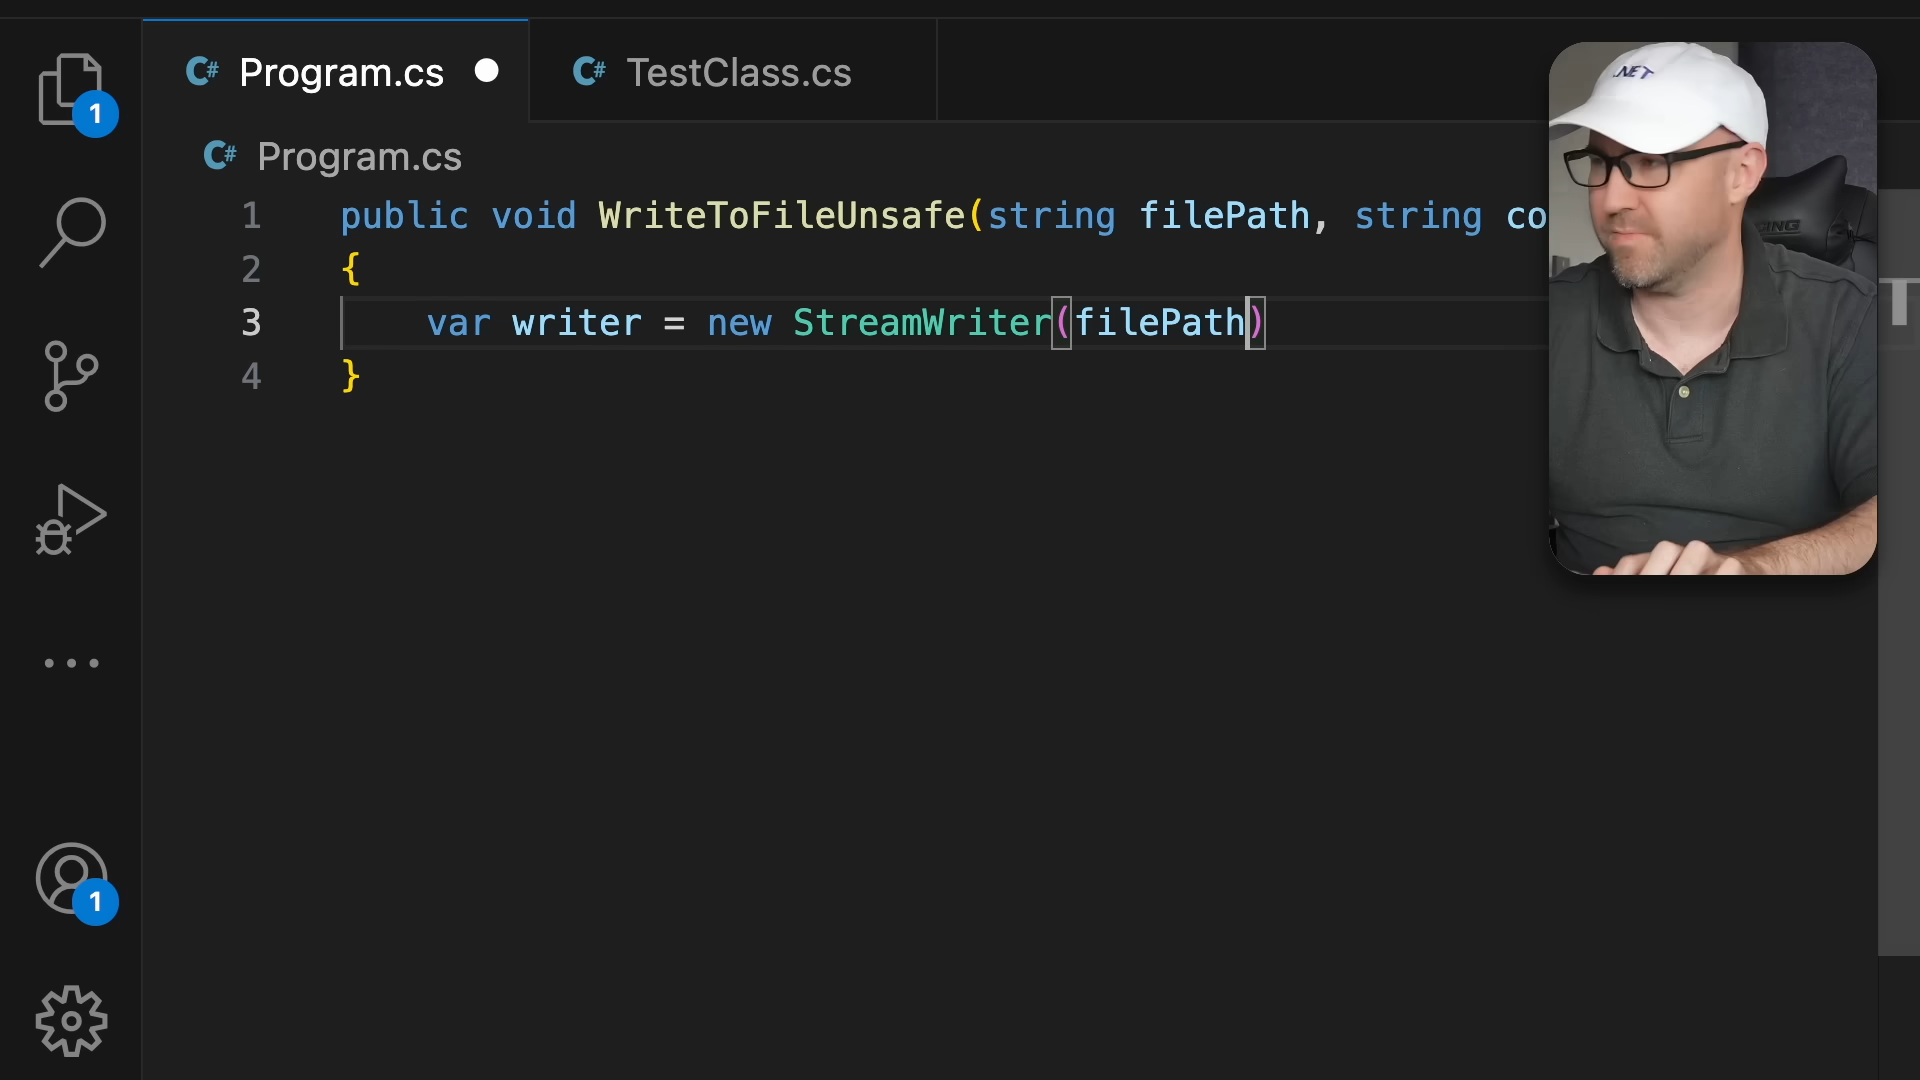 C# Program.cs
C# TestClass.cs
.NET
1
C# Program.cs
1 public void WriteToFileUnsafe(string filePath, string co
2 {
3 var writer = new StreamWriter(filePath)
4 }
1